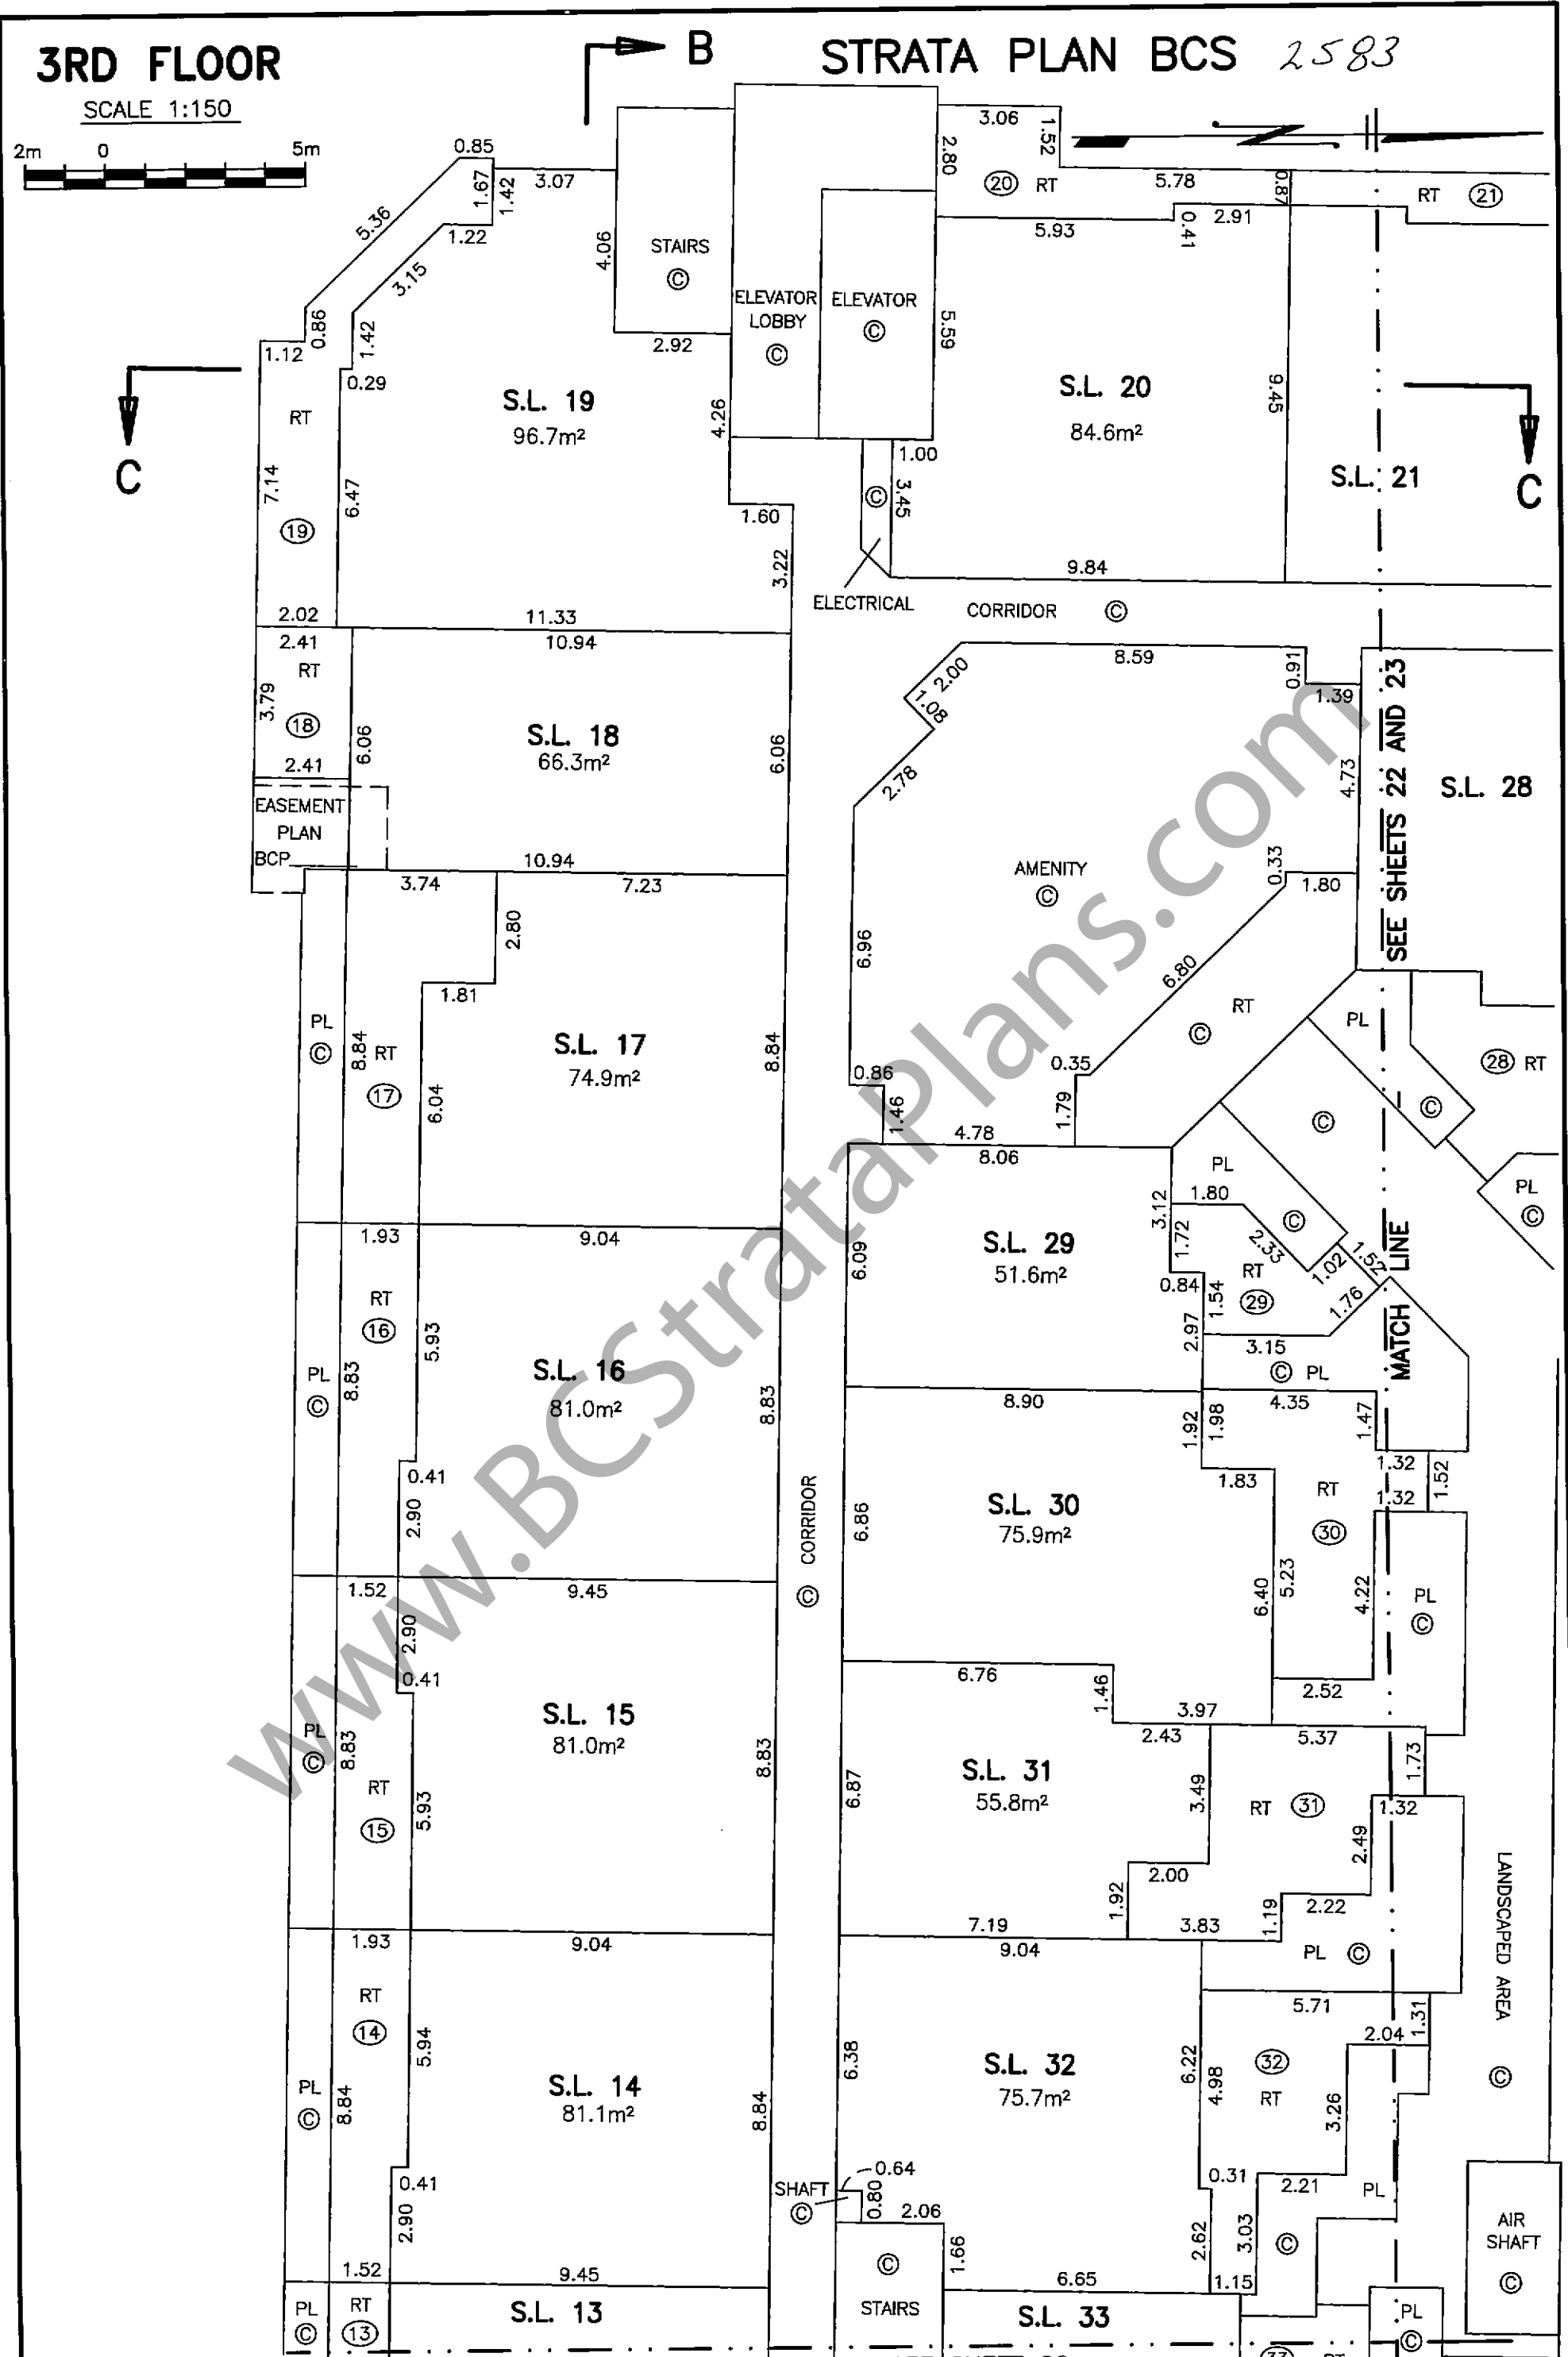 3RD FLOOR
SCALE 1:150
2m 0 5m
B
STRATA PLAN BCS 2583
0.85
3.07
1.67
1.42
5.36
1.22
3.15
4.06
STAIRS
©
ELEVATOR
LOBBY
©
ELEVATOR
©
2.80
3.06
1.52
20 RT
5.78
0.87
RT 21
5.93
0.41
2.91
0.86
1.12
1.42
0.29
2.92
5.59
S.L. 19
96.7m²
4.26
S.L. 20
84.6m²
9.45
C
C
RT
7.14
6.47
19
1.00
©
3.45
S.L. 21
1.60
3.22
9.84
ELECTRICAL
CORRIDOR ©
2.02
11.33
2.41
10.94
RT
3.79
18
6.06
2.41
S.L. 18
66.3m²
6.06
8.59
0.91
1.39
2.00
1.08
2.78
4.73
S.L. 28
SEE SHEETS 22 AND 23
EASEMENT
PLAN
BCP
10.94
3.74
7.23
2.80
1.81
AMENITY
©
0.33
1.80
6.96
6.80
RT
©
PL
PL
©
8.84
RT
17
6.04
S.L. 17
74.9m²
8.84
0.86
1.46
0.35
1.79
4.78
8.06
28 RT
©
©
PL
1.80
PL
©
1.93
9.04
6.09
S.L. 29
51.6m²
3.12
1.72
©
2.33
1.02
1.52
0.84
RT
29
1.54
1.76
2.97
3.15
© PL
MATCH LINE
RT
16
5.93
PL
©
8.83
S.L. 16
81.0m²
8.83
8.90
1.92
1.98
4.35
1.47
0.41
2.90
1.83
1.32
1.52
1.32
RT
30
CORRIDOR
©
6.86
S.L. 30
75.9m²
1.52
9.45
2.90
0.41
6.40
5.23
4.22
PL
©
6.76
1.46
2.52
PL
©
8.83
S.L. 15
81.0m²
8.83
RT
15
5.93
3.97
2.43
5.37
1.73
6.87
S.L. 31
55.8m²
3.49
RT 31
1.32
2.49
2.00
1.92
1.19
2.22
1.93
9.04
7.19
3.83
9.04
PL ©
LANDSCAPED AREA
©
RT
14
5.94
5.71
1.31
2.04
PL
©
8.84
S.L. 14
81.1m²
8.84
6.38
S.L. 32
75.7m²
6.22
4.98
32
RT
3.26
0.41
2.90
SHAFT
©
0.64
0.80
2.06
0.31
2.21
PL
2.62
3.03
©
AIR
SHAFT
©
1.52
9.45
©
STAIRS
1.66
6.65
1.15
PL
©
RT
13
S.L. 13
S.L. 33
PL
©
www.BCStrataPlans.com